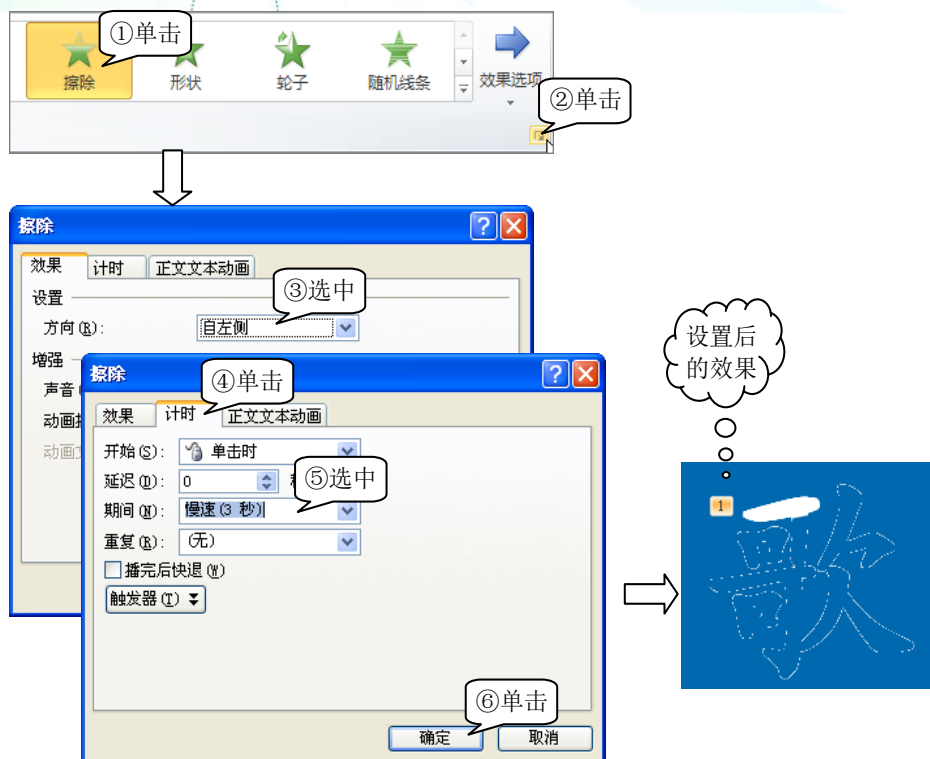 ①单击
擦除
形状
轮子
随机线条
效果选项
②单击
擦除
效果
计时
正文文本动画
设置
③选中
方向(R):
自左侧
增强
声音
动画
动画
擦除
④单击
效果
计时
正文文本动画
开始(S):
单击时
延迟(D):
0
⑤选中
期间(N):
慢速(3 秒)
重复(R):
(无)
播完后快退(W)
触发器(T)
⑥单击
确定
取消
设置后
的效果
1
歌